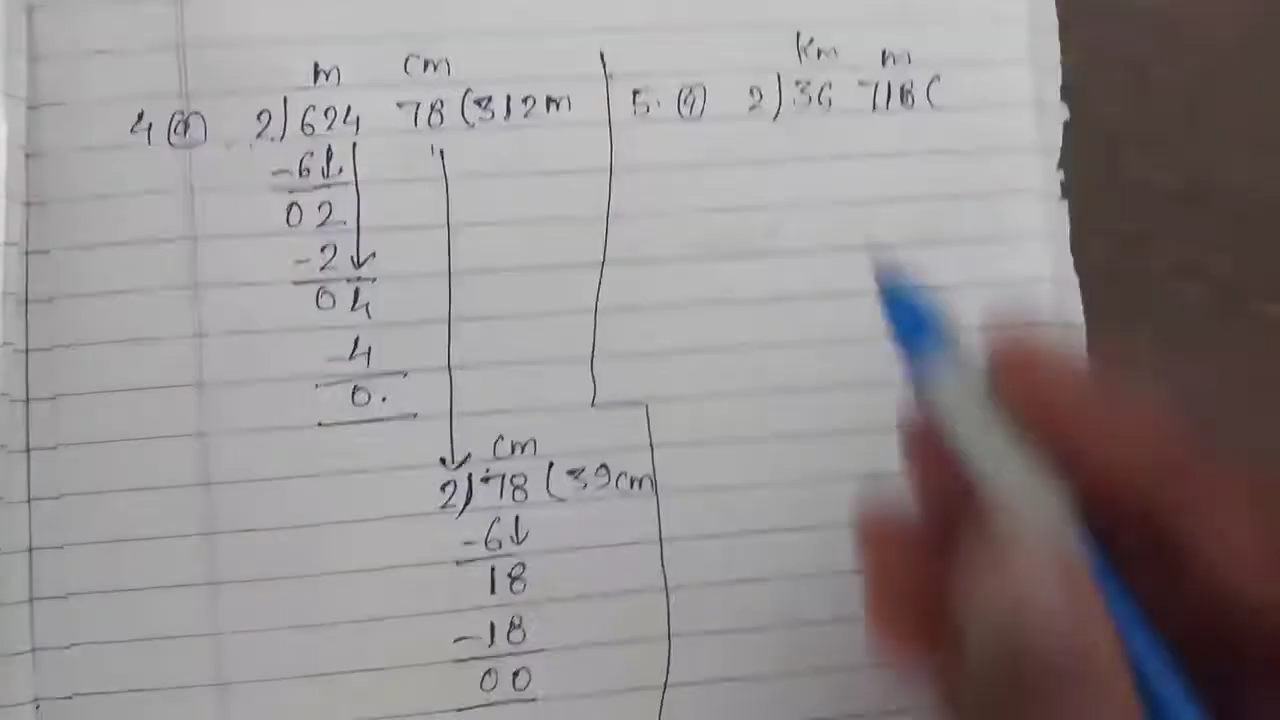 m cm
4 (क) 2) 624 78 (312m
-6↓
02
-2
04
4
0.
cm
2) 78 (39cm
-6↓
18
-18
00
Km m
5. (क) 2) 36 718 (